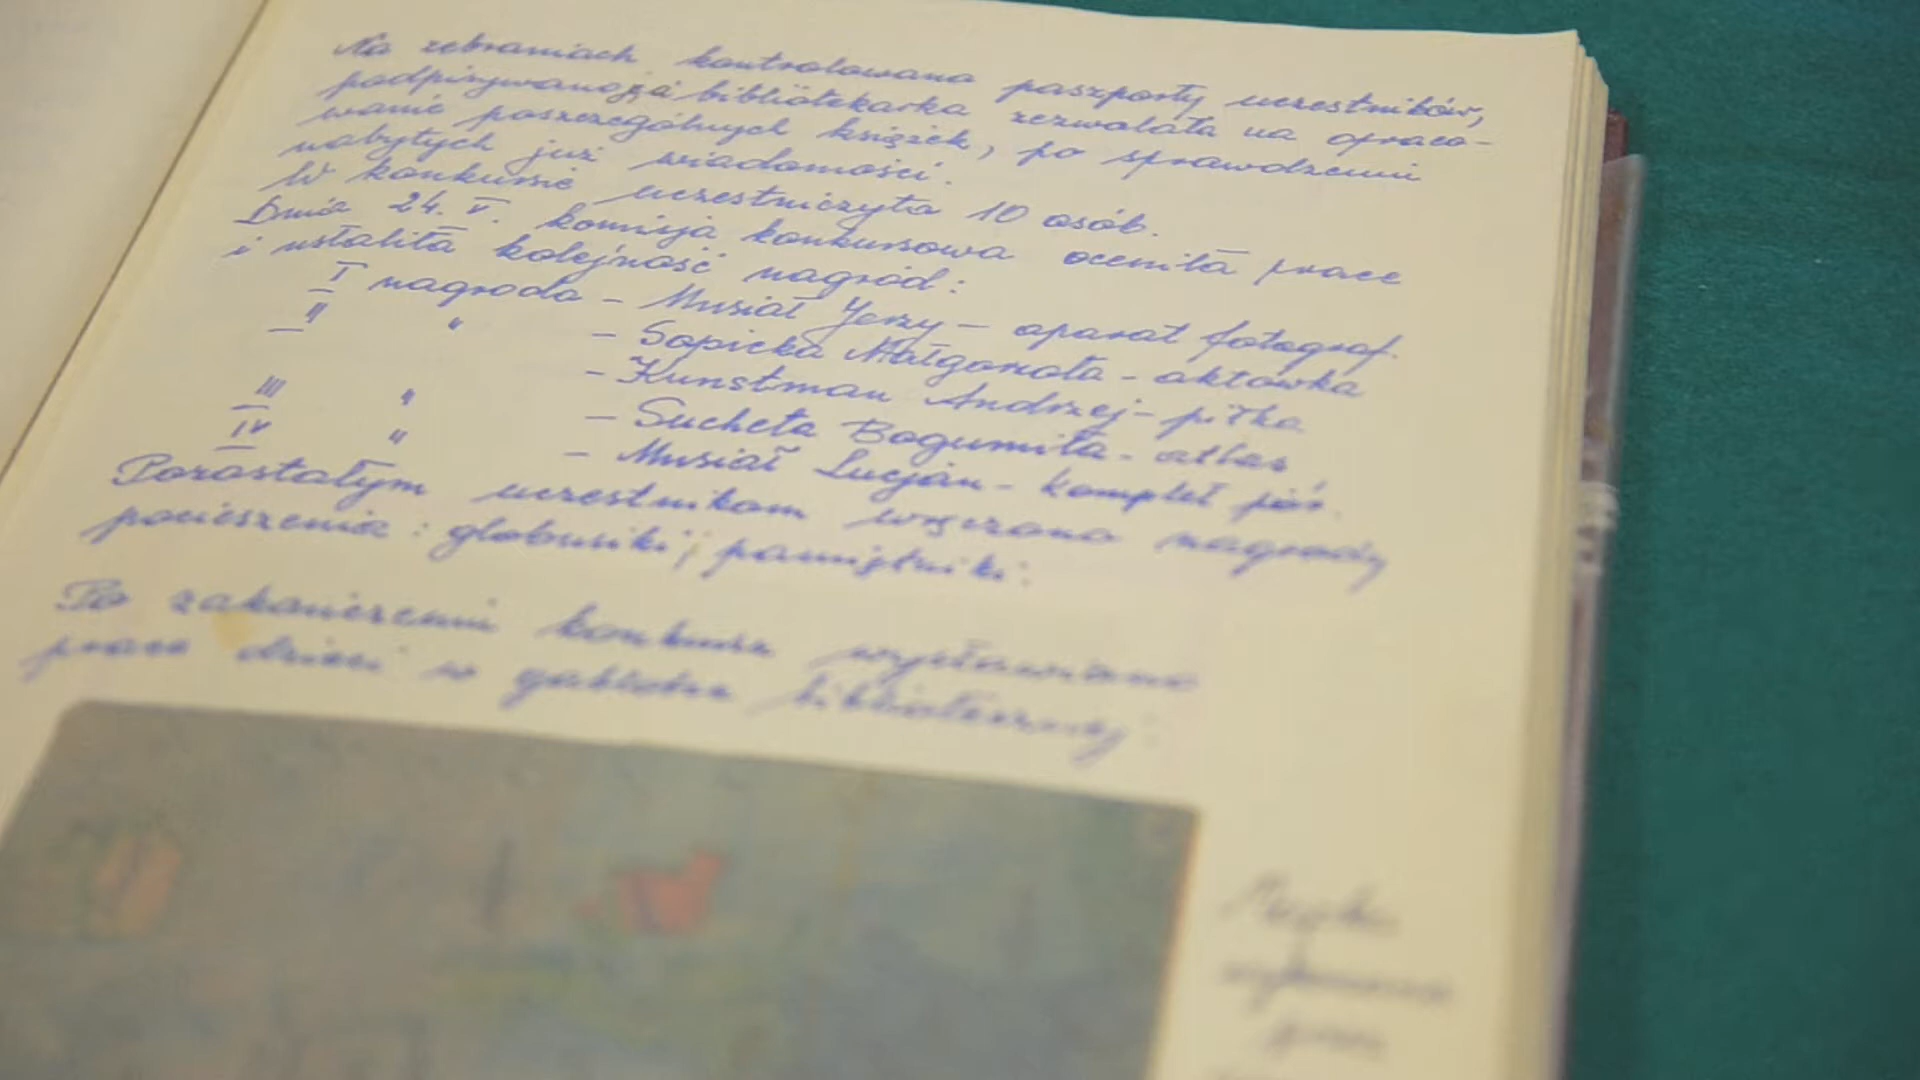 Na zebraniach kontrolowano paszporty uczestników,
podpisywano ją bibliotekarka zezwalała na opraco-
wanie poszczególnych książek, po sprawdzeniu
nabytych już wiadomości.
W konkursie uczestniczyło 10 osób.
Dnia 24. V. komisja konkursowa oceniła prace
i ustaliła kolejność nagród:
I nagroda - Musiał Jerzy - aparat fotograf.
II " - Sapicka Małgorzata - aktówka
- Kunstman Andrzej - piłka
III " - Sucheta Bogumiła - atlas
IV " - Musiał Lucjan - komplet piór.
Pozostałym uczestnikom wręczono nagrody
pocieszenia: globusiki, pamiętniki.
Po zakończeniu konkursu wystawiono
prace dzieci w gablotce bibliotecznej.